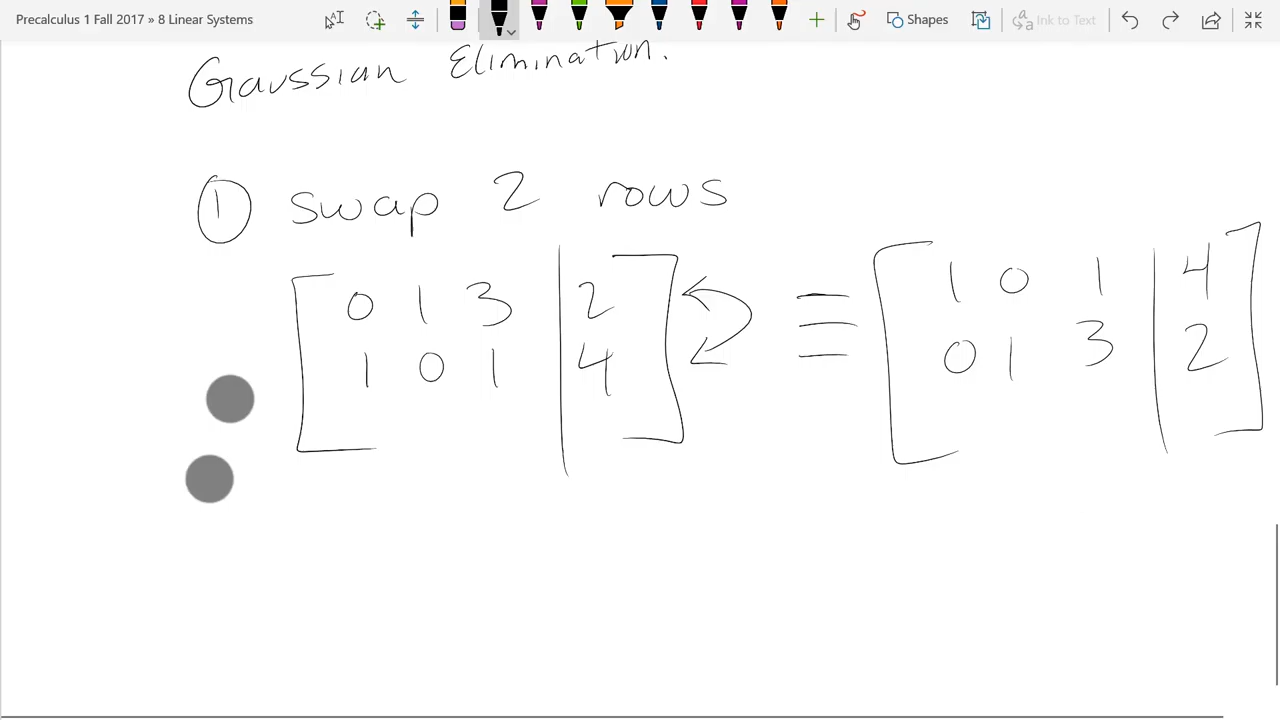 Precalculus 1 Fall 2017 » 8 Linear Systems
Shapes
Ink to Text
Gaussian Elimination.
① swap 2 rows
[ 0 1 3 | 2 ] ≡ [ 1 0 1 | 4 ]
[ 1 0 1 | 4 ] [ 0 1 3 | 2 ]